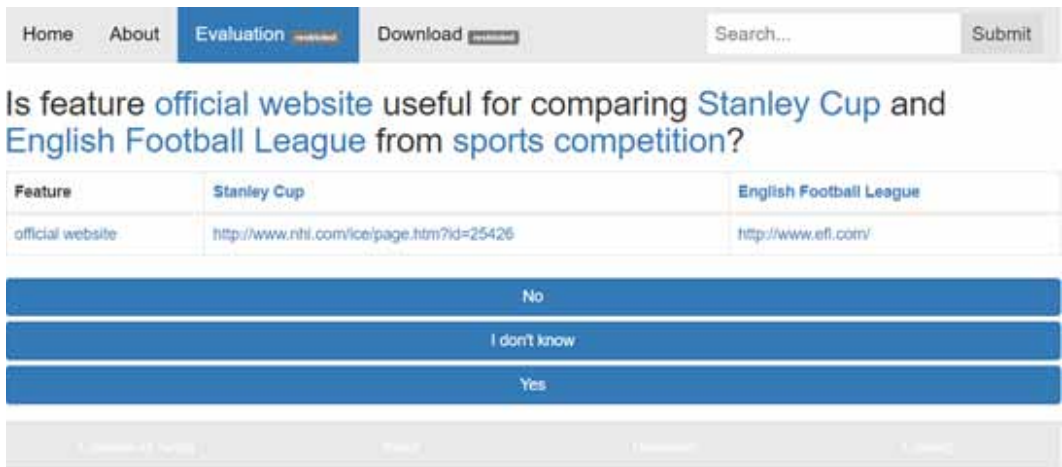 Home About Evaluation restricted Download restricted Search... Submit
Is feature official website useful for comparing Stanley Cup and
English Football League from sports competition?
Feature Stanley Cup English Football League
official website http://www.nhl.com/ice/page.htm?id=25426 http://www.efl.com/
No
I don't know
Yes